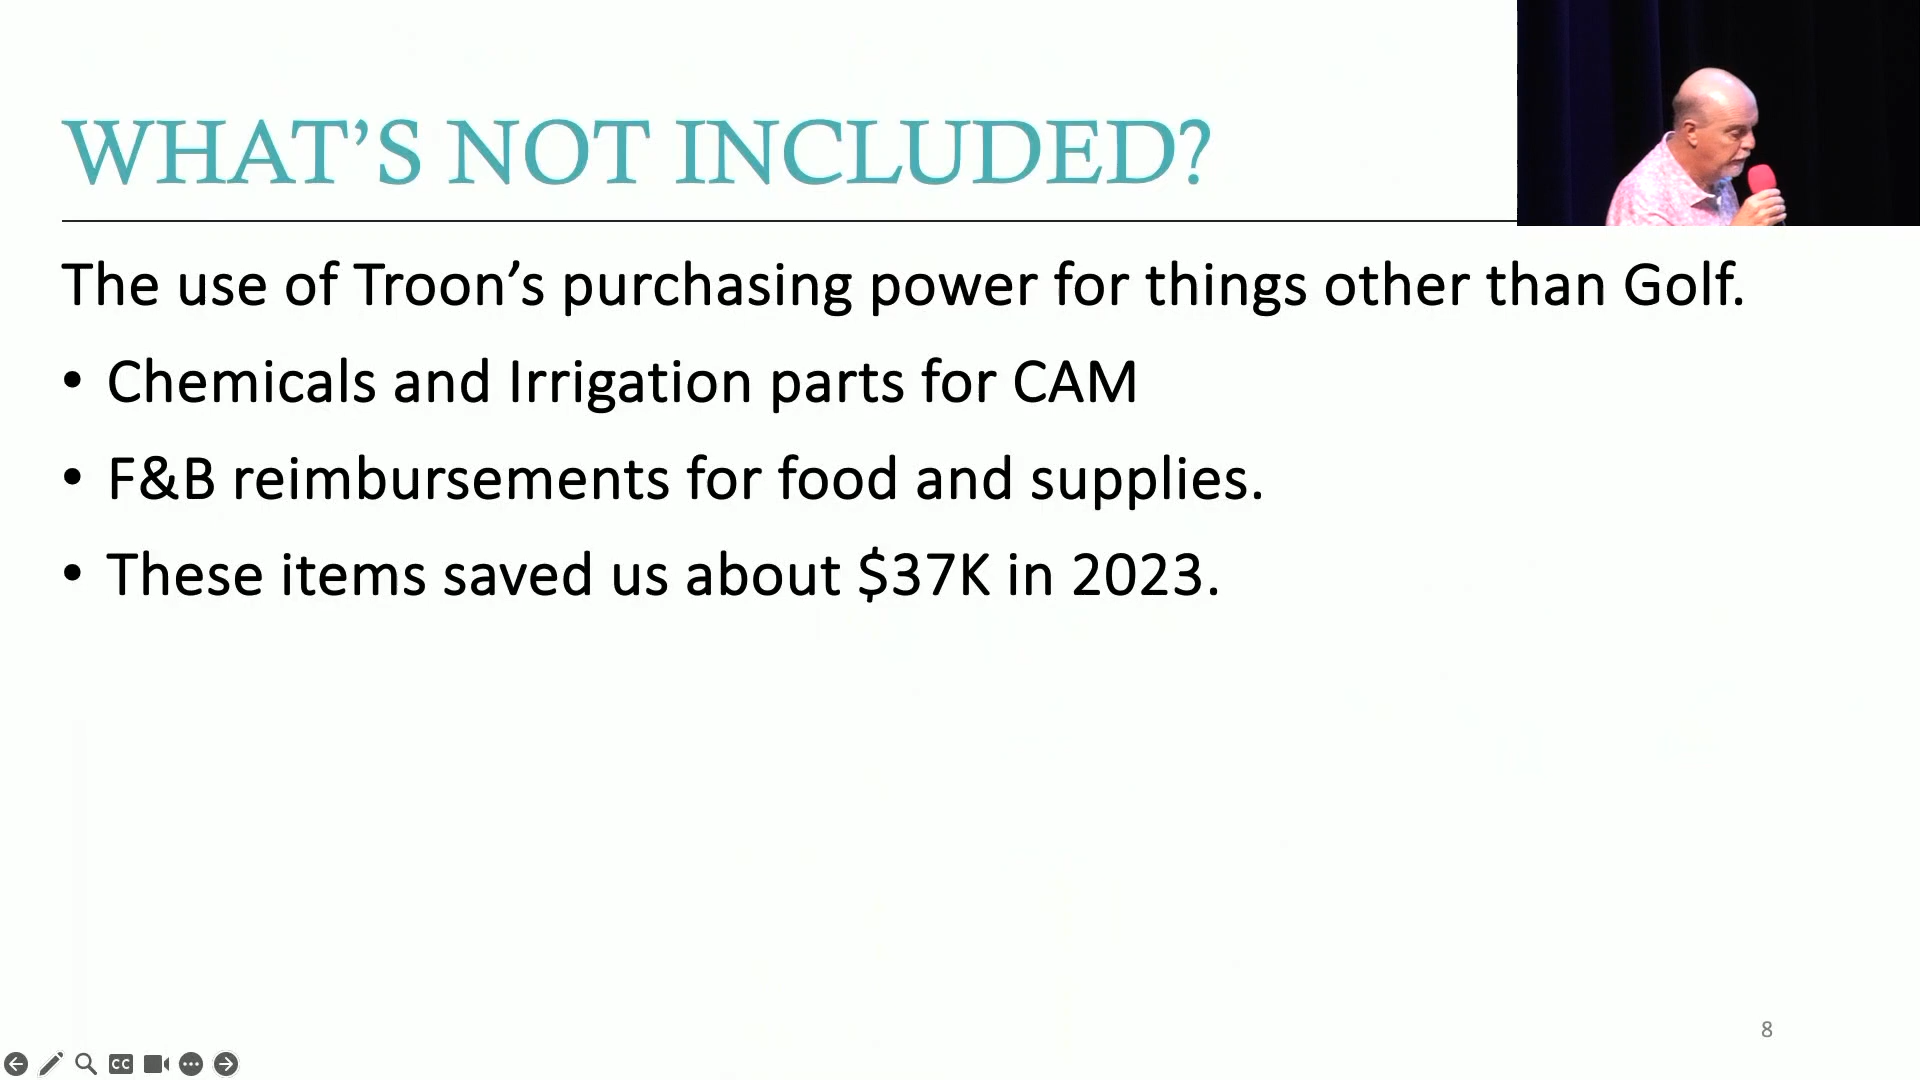 WHAT’S NOT INCLUDED?
The use of Troon’s purchasing power for things other than Golf.
• Chemicals and Irrigation parts for CAM
• F&B reimbursements for food and supplies.
• These items saved us about $37K in 2023.
8
CC